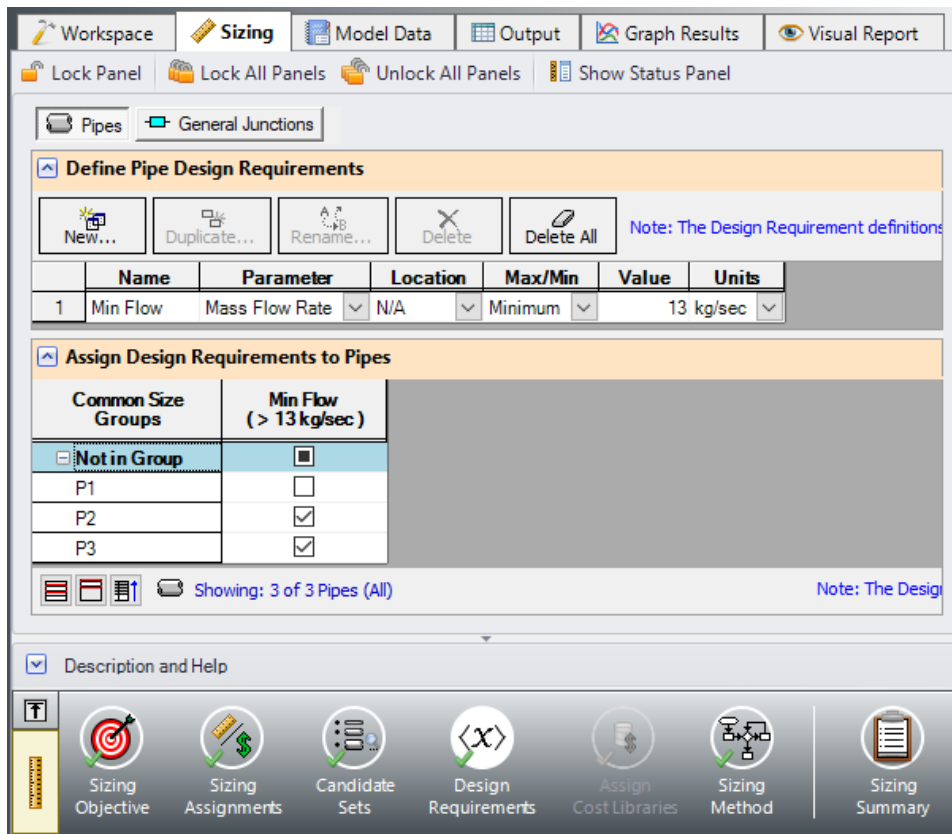 Workspace Sizing Model Data Output Graph Results Visual Report
Lock Panel Lock All Panels Unlock All Panels Show Status Panel
Pipes General Junctions
Define Pipe Design Requirements
New... Duplicate... Rename... Delete Delete All Note: The Design Requirement definitions
Name Parameter Location Max/Min Value Units
1 Min Flow Mass Flow Rate N/A Minimum 13 kg/sec
Assign Design Requirements to Pipes
Common Size Min Flow
Groups ( > 13 kg/sec )
Not in Group
P1
P2
P3
Showing: 3 of 3 Pipes (All) Note: The Desig
Description and Help
Sizing Sizing Candidate Design Assign Sizing Sizing
Objective Assignments Sets Requirements Cost Libraries Method Summary